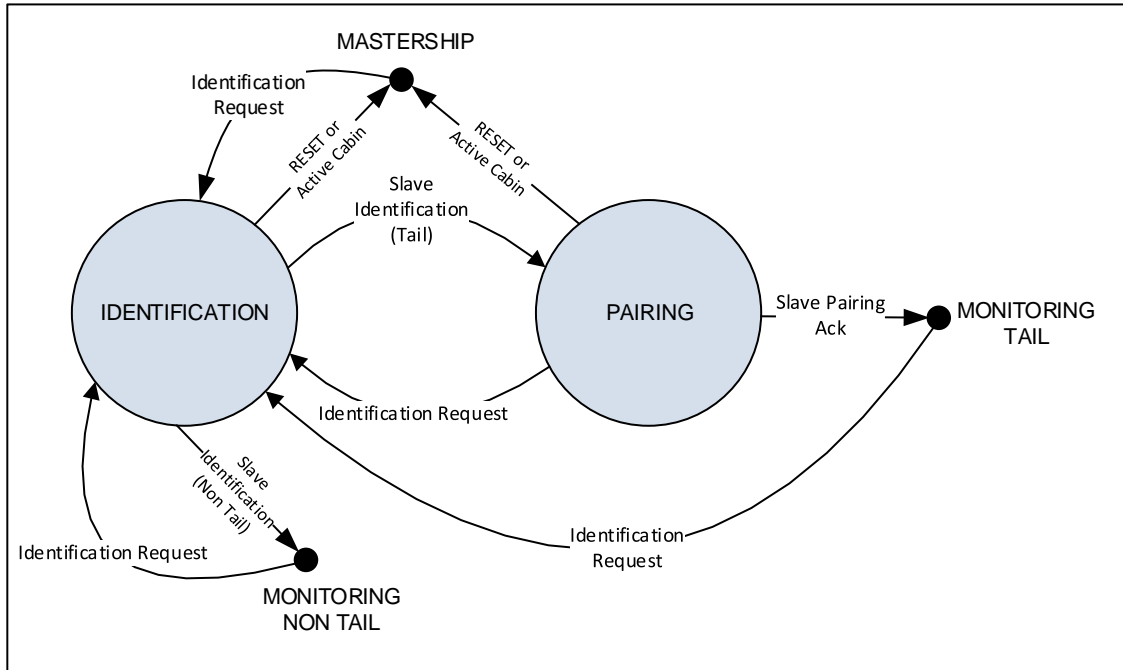 MASTERSHIP
Identification
Request
RESET or
Active Cabin
RESET or
Active Cabin
Slave
Identification
(Tail)
IDENTIFICATION
PAIRING
Slave Pairing
Ack
MONITORING
TAIL
Identification Request
Slave
Identification
(Non Tail)
Identification Request
Identification
Request
MONITORING
NON TAIL